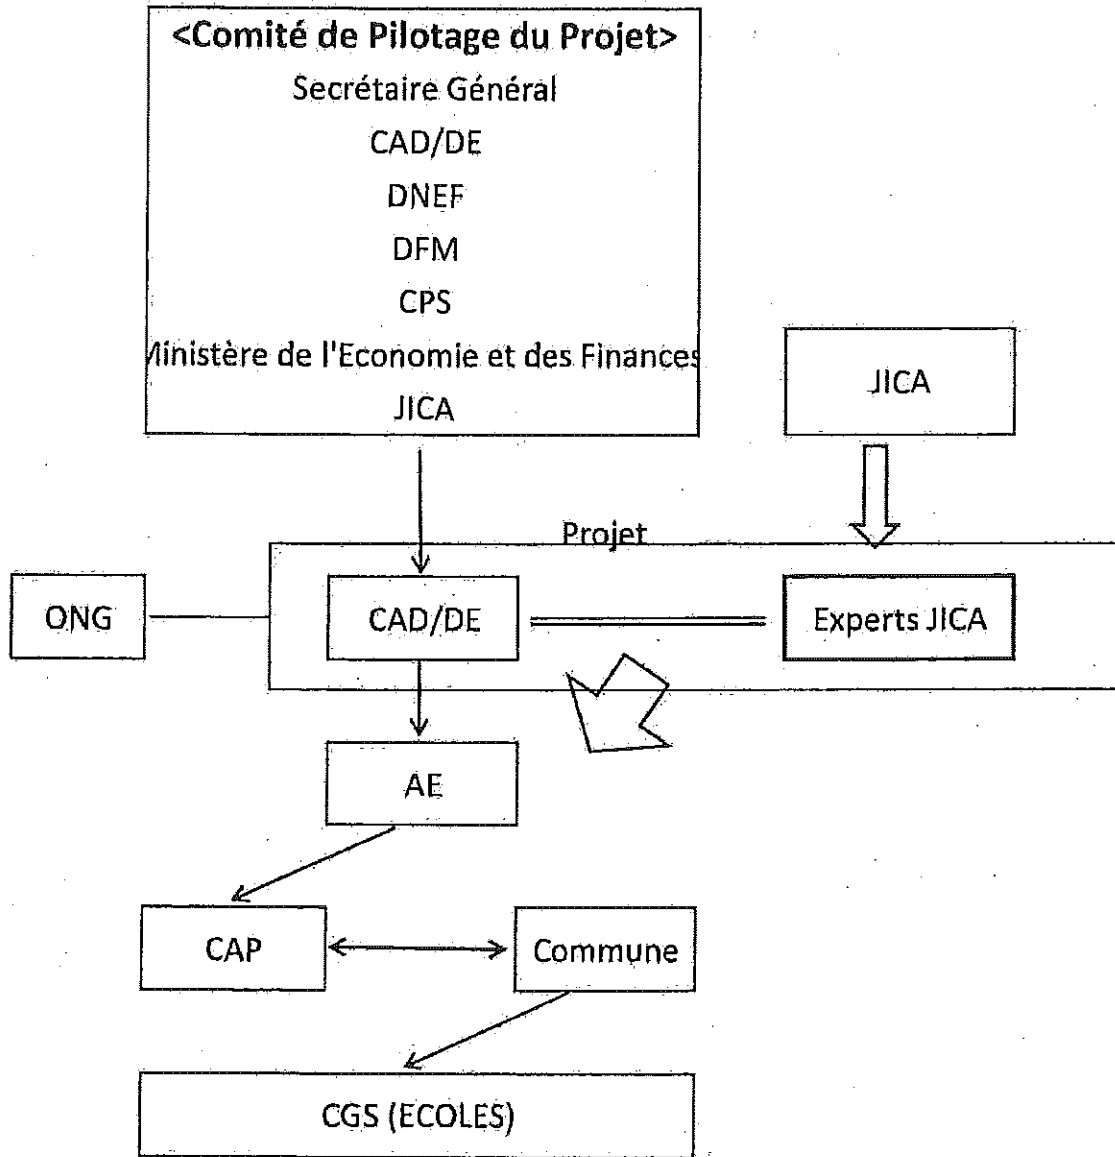 <Comité de Pilotage du Projet>
Secrétaire Général
CAD/DE
DNEF
DFM
CPS
Ministère de l'Economie et des Finances
JICA
JICA
Projet
ONG
CAD/DE
Experts JICA
AE
CAP
Commune
CGS (ECOLES)